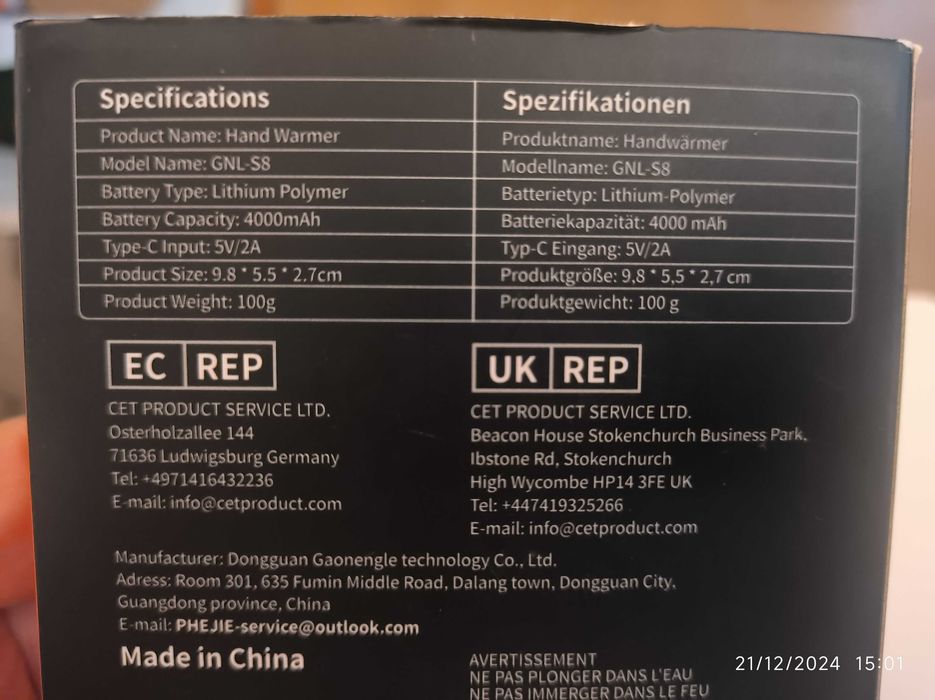 Specifications
Product Name: Hand Warmer
Model Name: GNL-S8
Battery Type: Lithium Polymer
Battery Capacity: 4000mAh
Type-C Input: 5V/2A
Product Size: 9.8 * 5.5 * 2.7cm
Product Weight: 100g
Spezifikationen
Produktname: Handwärmer
Modellname: GNL-S8
Batterietyp: Lithium-Polymer
Batteriekapazität: 4000 mAh
Typ-C Eingang: 5V/2A
Produktgröße: 9,8 * 5,5 * 2,7 cm
Produktgewicht: 100 g
EC REP
CET PRODUCT SERVICE LTD.
Osterholzallee 144
71636 Ludwigsburg Germany
Tel: +4971416432236
E-mail: info@cetproduct.com
UK REP
CET PRODUCT SERVICE LTD.
Beacon House Stokenchurch Business Park,
Ibstone Rd, Stokenchurch
High Wycombe HP14 3FE UK
Tel: +447419325266
E-mail: info@cetproduct.com
Manufacturer: Dongguan Gaonengle technology Co., Ltd.
Adress: Room 301, 635 Fumin Middle Road, Dalang town, Dongguan City,
Guangdong province, China
E-mail: PHEJIE-service@outlook.com
Made in China
AVERTISSEMENT
NE PAS PLONGER DANS L'EAU
NE PAS IMMERGER DANS LE FEU
21/12/2024 15:01